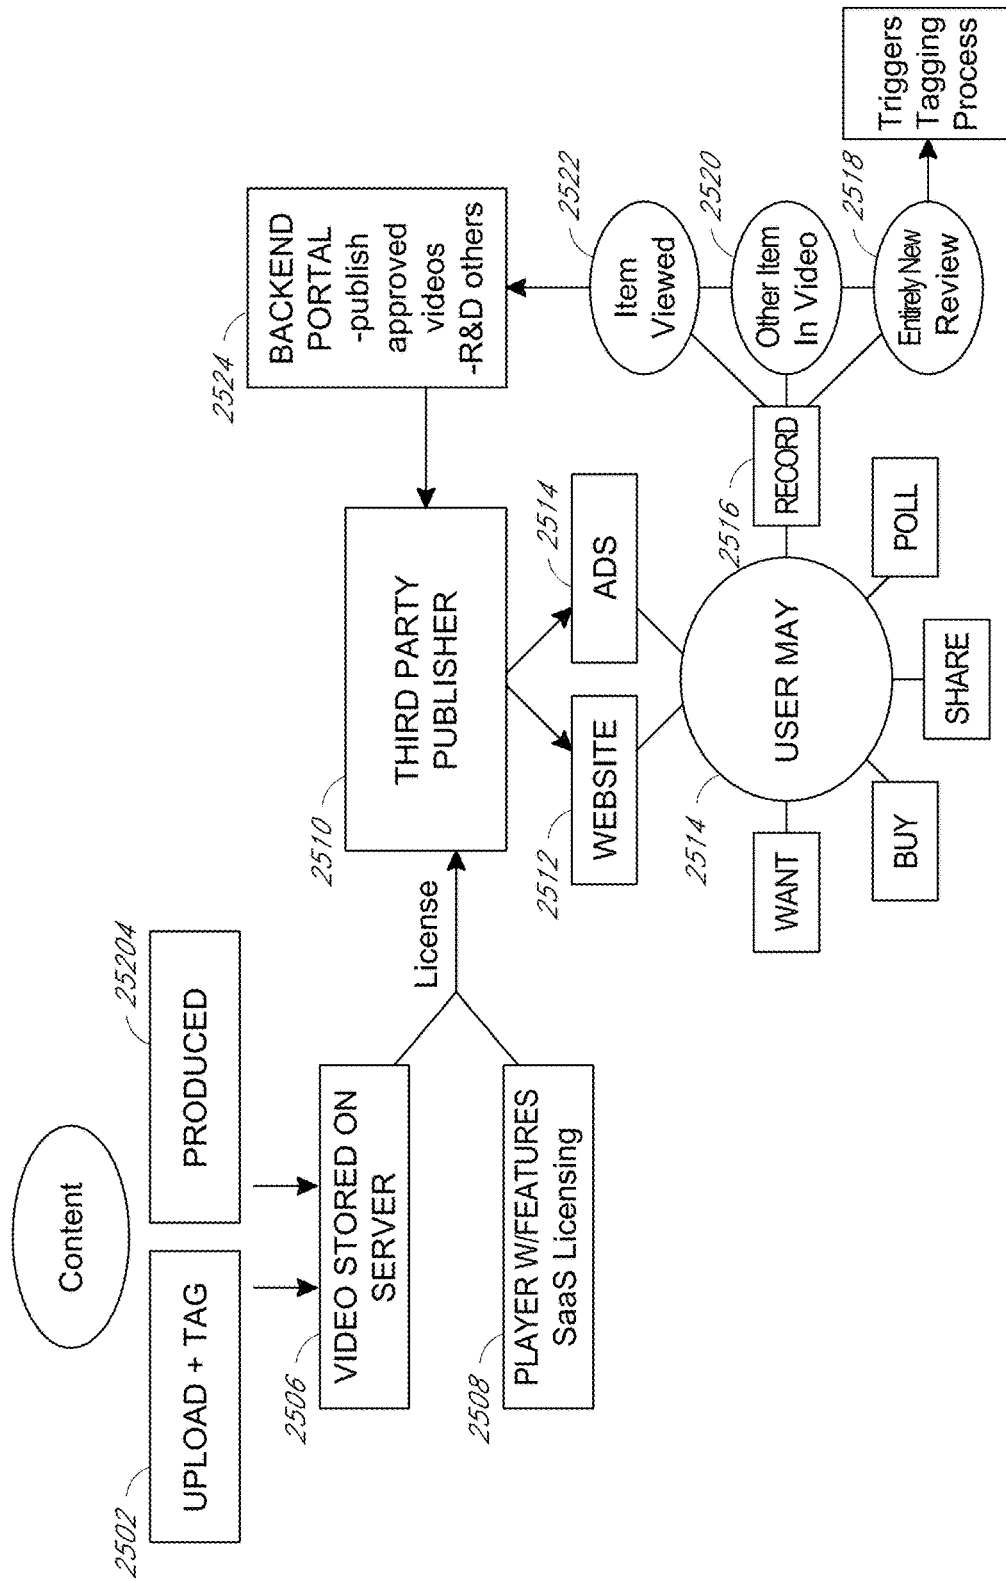 Content
2502
UPLOAD + TAG
PRODUCED
25204
2506
VIDEO STORED ON
SERVER
2508
PLAYER W/FEATURES
SaaS Licensing
License
2510
THIRD PARTY
PUBLISHER
2524
BACKEND
PORTAL
-publish
approved
videos
-R&D others
2512
WEBSITE
ADS
2514
2514
USER MAY
WANT
BUY
SHARE
POLL
2516
RECORD
Item
Viewed
2522
Other Item
In Video
2520
Entirely New
Review
2518
Triggers
Tagging
Process